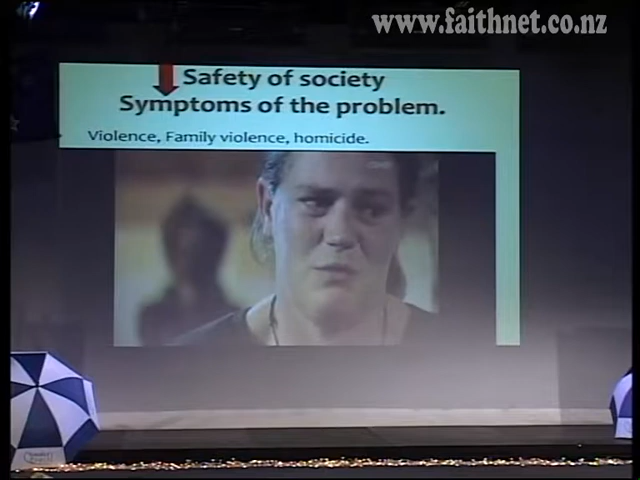 www.faithnet.co.nz
Safety of society
Symptoms of the problem.
Violence, Family violence, homicide.